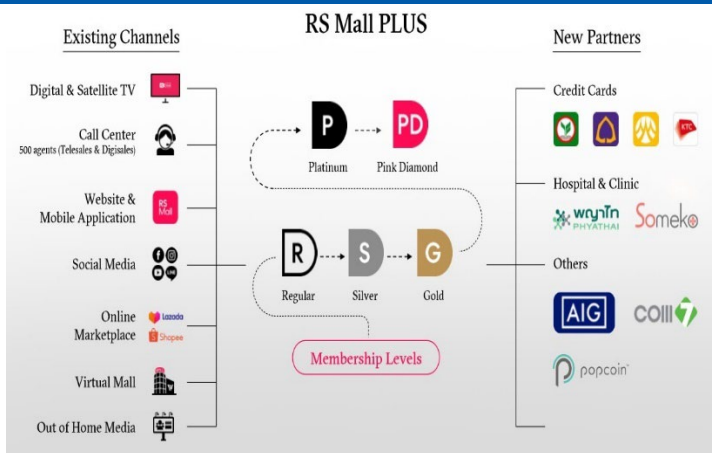 RS Mall PLUS
Existing Channels
Digital & Satellite TV
Call Center
500 agents (Telesales & Digisales)
Website &
Mobile Application
RS
Mall
Social Media
Online
Marketplace
Lazada
Shopee
Virtual Mall
Out of Home Media
P
PD
Platinum
Pink Diamond
R
S
G
Regular
Silver
Gold
Membership Levels
New Partners
Credit Cards
KTC
Hospital & Clinic
พญาไท
PHYATHAI
Someko
Others
AIG
COM7
popcoin